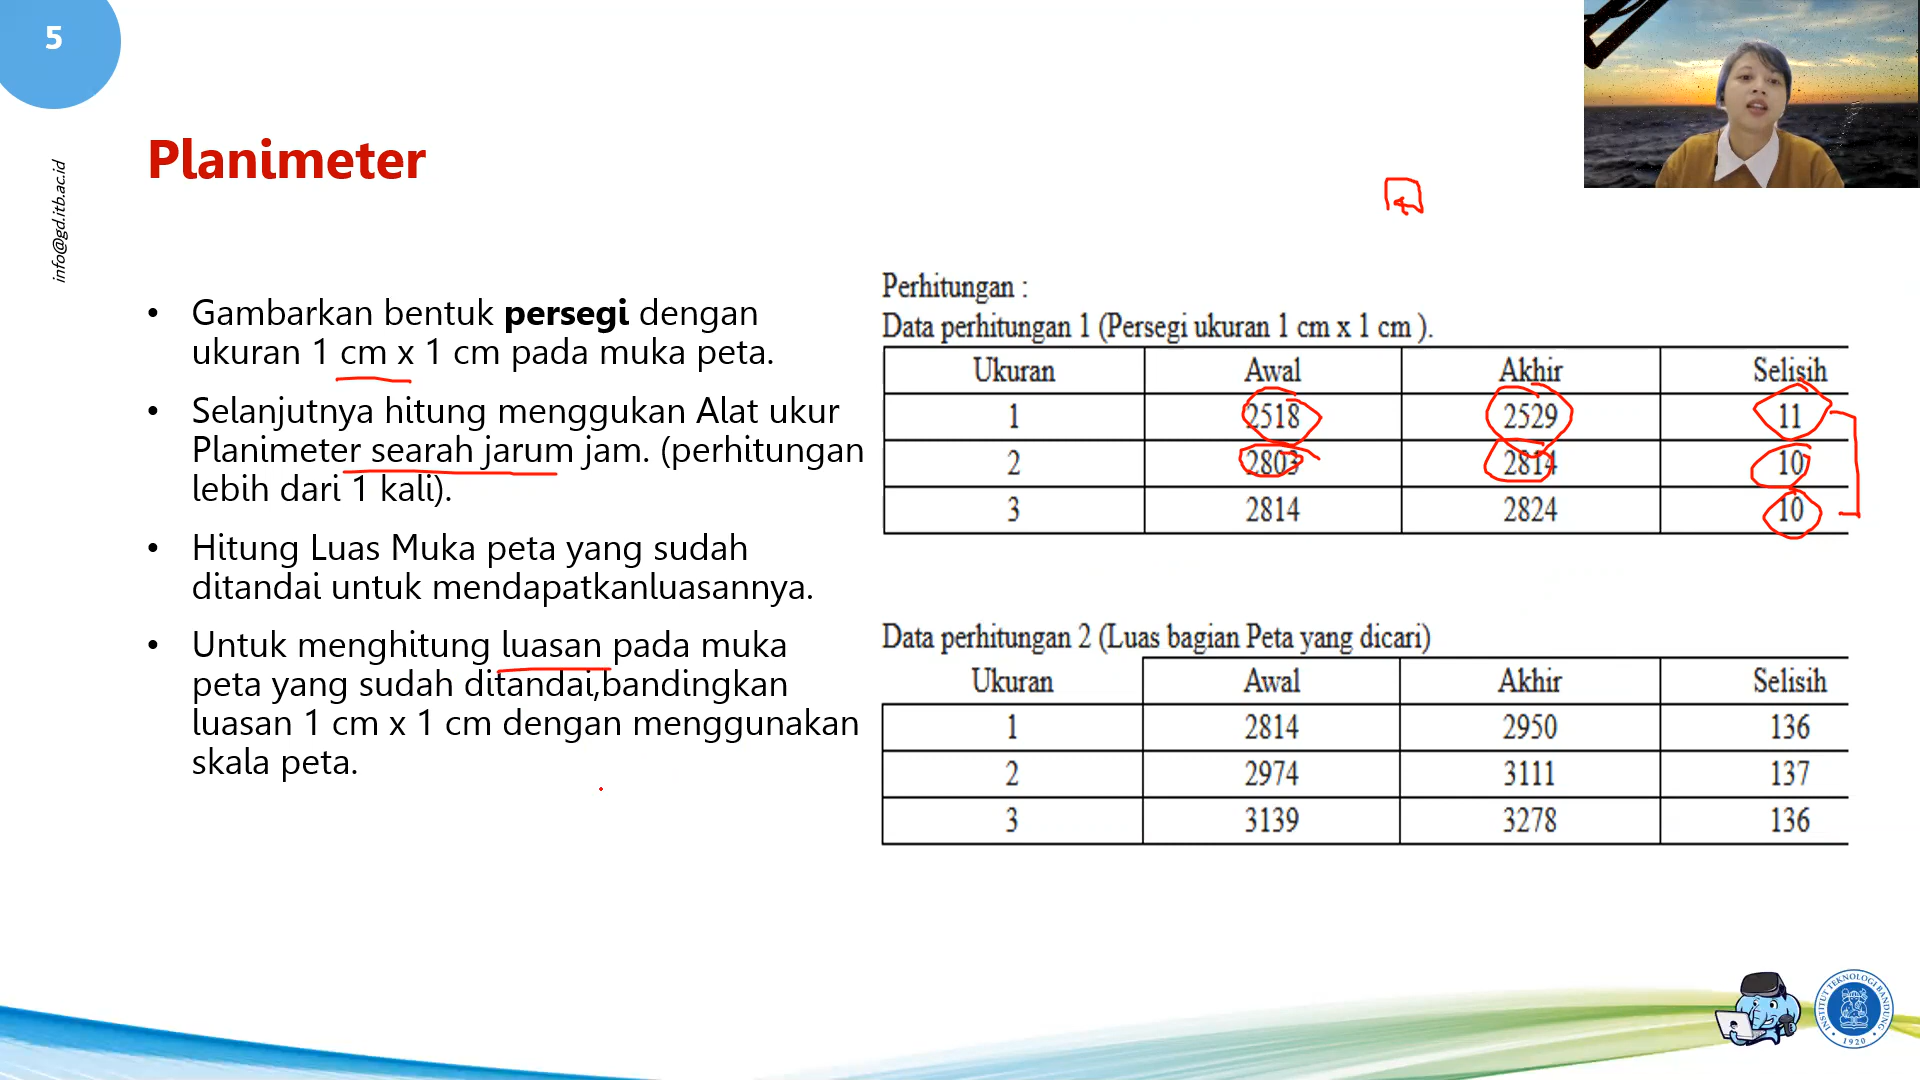 5
info@gd.itb.ac.id
Planimeter
• Gambarkan bentuk persegi dengan
ukuran 1 cm x 1 cm pada muka peta.
• Selanjutnya hitung menggukan Alat ukur
Planimeter searah jarum jam. (perhitungan
lebih dari 1 kali).
• Hitung Luas Muka peta yang sudah
ditandai untuk mendapatkanluasannya.
• Untuk menghitung luasan pada muka
peta yang sudah ditandai,bandingkan
luasan 1 cm x 1 cm dengan menggunakan
skala peta.
Perhitungan :
Data perhitungan 1 (Persegi ukuran 1 cm x 1 cm ).
Ukuran Awal Akhir Selisih
1 2518 2529 11
2 2803 2814 10
3 2814 2824 10
Data perhitungan 2 (Luas bagian Peta yang dicari)
Ukuran Awal Akhir Selisih
1 2814 2950 136
2 2974 3111 137
3 3139 3278 136
INSTITUT TEKNOLOGI BANDUNG
1920